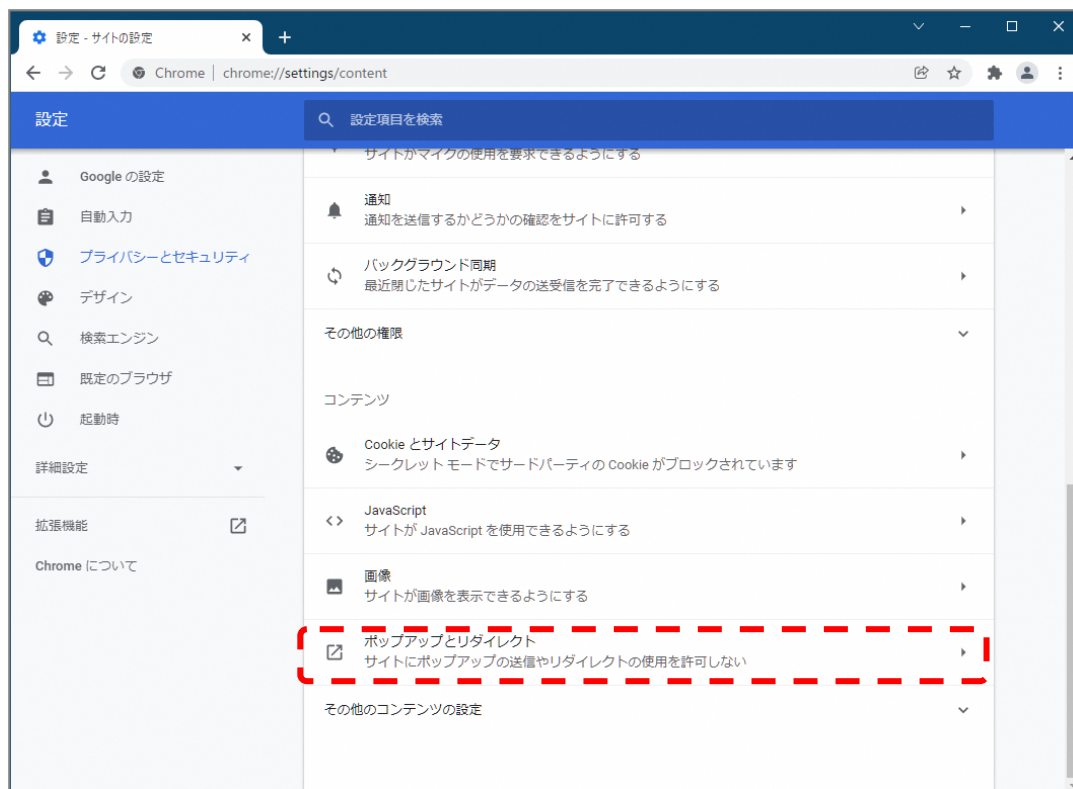 設定 - サイトの設定
Chrome | chrome://settings/content
設定
設定項目を検索
Google の設定
自動入力
プライバシーとセキュリティ
デザイン
検索エンジン
既定のブラウザ
起動時
詳細設定
拡張機能
Chrome について
サイトがマイクの使用を要求できるようにする
通知
通知を送信するかどうかの確認をサイトに許可する
バックグラウンド同期
最近閉じたサイトがデータの送受信を完了できるようにする
その他の権限
コンテンツ
Cookie とサイトデータ
シークレット モードでサードパーティの Cookie がブロックされています
JavaScript
サイトが JavaScript を使用できるようにする
画像
サイトが画像を表示できるようにする
ポップアップとリダイレクト
サイトにポップアップの送信やリダイレクトの使用を許可しない
その他のコンテンツの設定